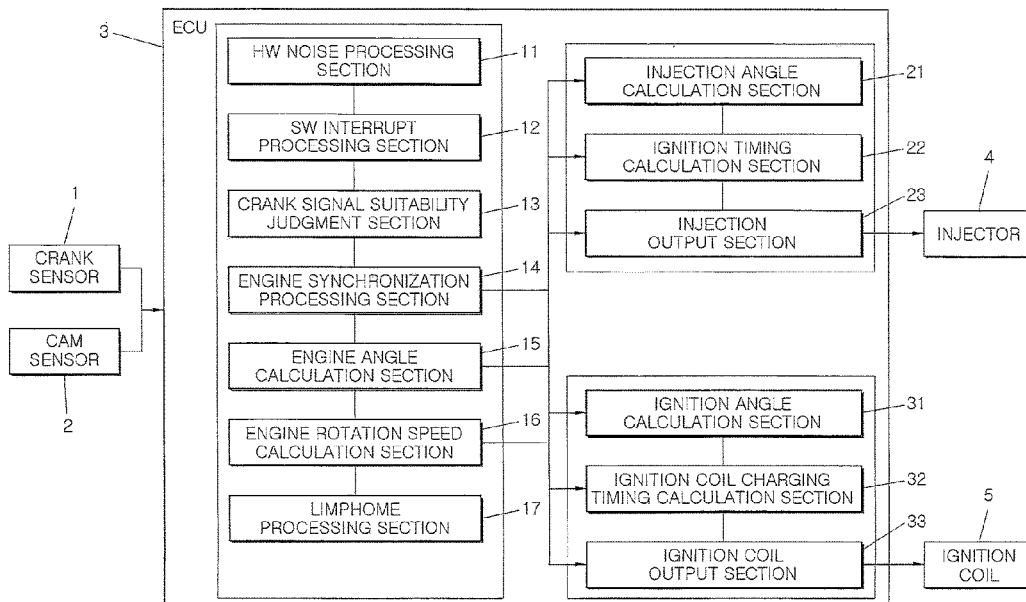 3
ECU
HW NOISE PROCESSING
SECTION
11
SW INTERRUPT
PROCESSING SECTION
12
CRANK SIGNAL SUITABILITY
JUDGMENT SECTION
13
ENGINE SYNCHRONIZATION
PROCESSING SECTION
14
ENGINE ANGLE
CALCULATION SECTION
15
ENGINE ROTATION SPEED
CALCULATION SECTION
16
LIMPHOME
PROCESSING SECTION
17
1
CRANK
SENSOR
CAM
SENSOR
2
INJECTION ANGLE
CALCULATION SECTION
21
IGNITION TIMING
CALCULATION SECTION
22
INJECTION
OUTPUT SECTION
23
4
INJECTOR
IGNITION ANGLE
CALCULATION SECTION
31
IGNITION COIL CHARGING
TIMING CALCULATION SECTION
32
IGNITION COIL
OUTPUT SECTION
33
5
IGNITION
COIL